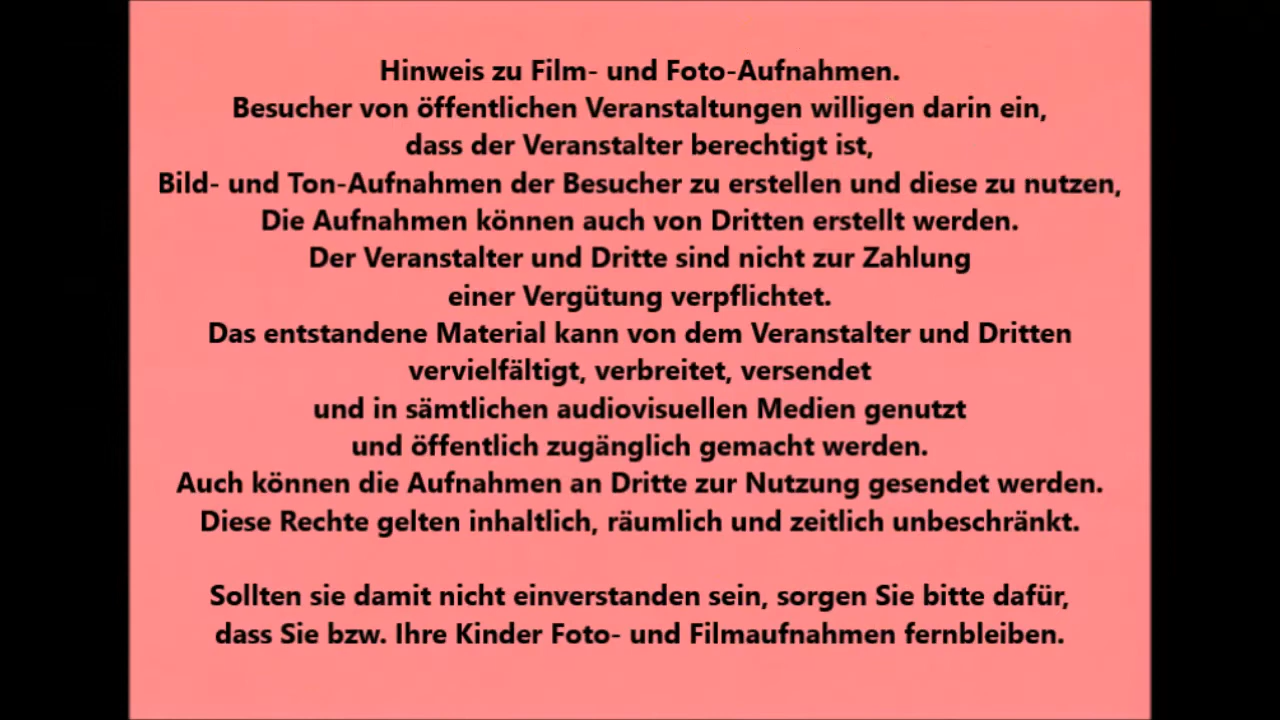 Hinweis zu Film- und Foto-Aufnahmen.
Besucher von öffentlichen Veranstaltungen willigen darin ein,
dass der Veranstalter berechtigt ist,
Bild- und Ton-Aufnahmen der Besucher zu erstellen und diese zu nutzen,
Die Aufnahmen können auch von Dritten erstellt werden.
Der Veranstalter und Dritte sind nicht zur Zahlung
einer Vergütung verpflichtet.
Das entstandene Material kann von dem Veranstalter und Dritten
vervielfältigt, verbreitet, versendet
und in sämtlichen audiovisuellen Medien genutzt
und öffentlich zugänglich gemacht werden.
Auch können die Aufnahmen an Dritte zur Nutzung gesendet werden.
Diese Rechte gelten inhaltlich, räumlich und zeitlich unbeschränkt.
Sollten sie damit nicht einverstanden sein, sorgen Sie bitte dafür,
dass Sie bzw. Ihre Kinder Foto- und Filmaufnahmen fernbleiben.